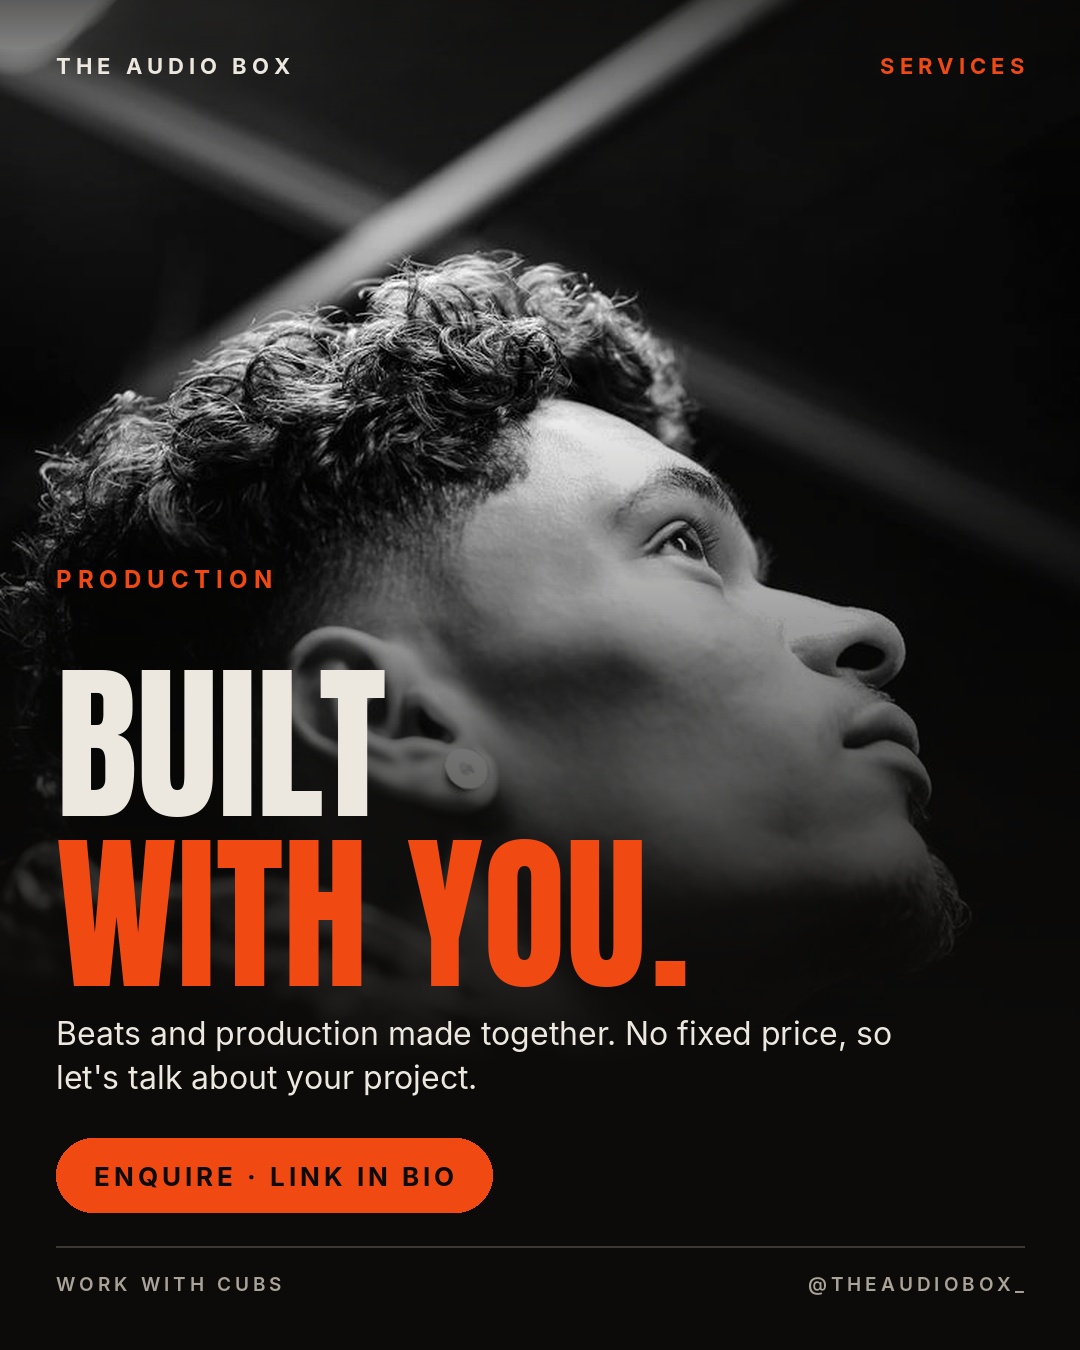 THE AUDIO BOX
SERVICES
PRODUCTION
BUILT
WITH YOU.
Beats and production made together. No fixed price, so
let's talk about your project.
ENQUIRE · LINK IN BIO
WORK WITH CUBS
@THEAUDIOBOX_